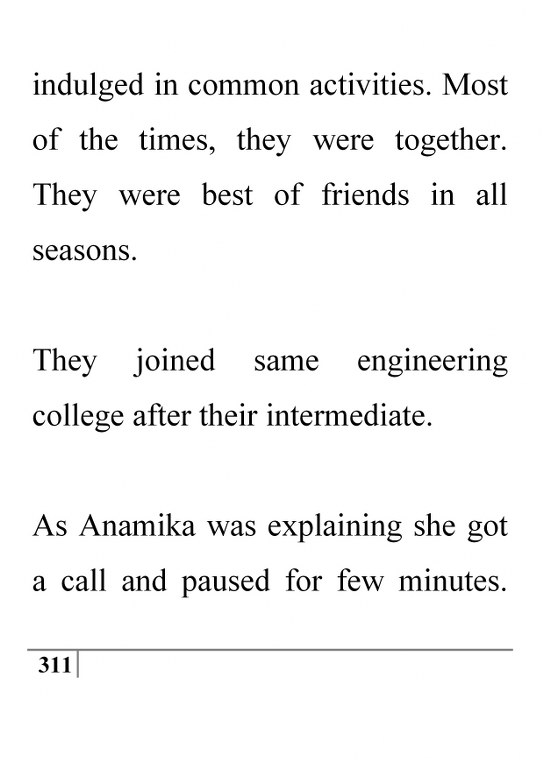 indulged in common activities. Most
of the times, they were together.
They were best of friends in all
seasons.
They joined same engineering
college after their intermediate.
As Anamika was explaining she got
a call and paused for few minutes.
311